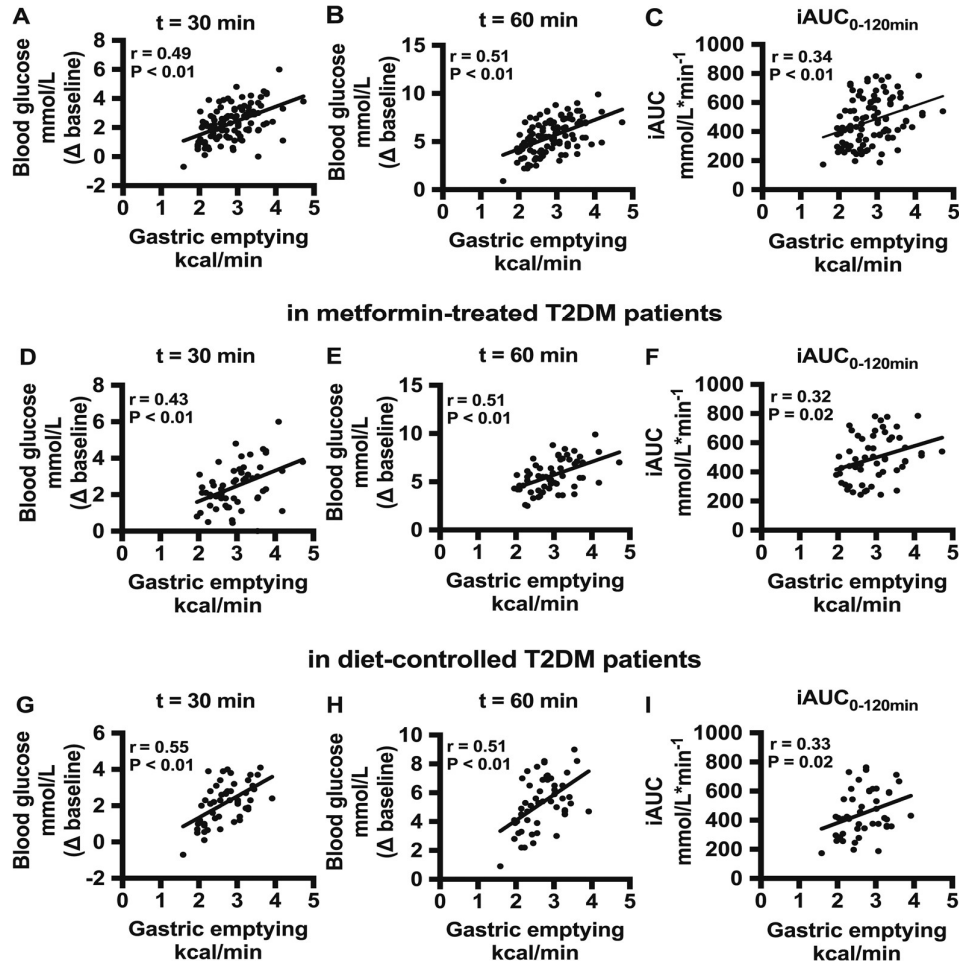 A
t = 30 min
Blood glucose
mmol/L
(Δ baseline)
8
6
4
2
0
-2
r = 0.49
P < 0.01
0 1 2 3 4 5
Gastric emptying
kcal/min
B
t = 60 min
Blood glucose
mmol/L
(Δ baseline)
15
10
5
0
r = 0.51
P < 0.01
0 1 2 3 4 5
Gastric emptying
kcal/min
C
iAUC0-120min
iAUC
mmol/L*min-1
1000
800
600
400
200
0
r = 0.34
P < 0.01
0 1 2 3 4 5
Gastric emptying
kcal/min
in metformin-treated T2DM patients
D
t = 30 min
Blood glucose
mmol/L
(Δ baseline)
8
6
4
2
0
r = 0.43
P < 0.01
0 1 2 3 4 5
Gastric emptying
kcal/min
E
t = 60 min
Blood glucose
mmol/L
(Δ baseline)
15
10
5
0
r = 0.51
P < 0.01
0 1 2 3 4 5
Gastric emptying
kcal/min
F
iAUC0-120min
iAUC
mmol/L*min-1
1000
800
600
400
200
0
r = 0.32
P = 0.02
0 1 2 3 4 5
Gastric emptying
kcal/min
in diet-controlled T2DM patients
G
t = 30 min
Blood glucose
mmol/L
(Δ baseline)
6
4
2
0
-2
r = 0.55
P < 0.01
0 1 2 3 4 5
Gastric emptying
kcal/min
H
t = 60 min
Blood glucose
mmol/L
(Δ baseline)
10
8
6
4
2
0
r = 0.51
P < 0.01
0 1 2 3 4 5
Gastric emptying
kcal/min
I
iAUC0-120min
iAUC
mmol/L*min-1
1000
800
600
400
200
0
r = 0.33
P = 0.02
0 1 2 3 4 5
Gastric emptying
kcal/min